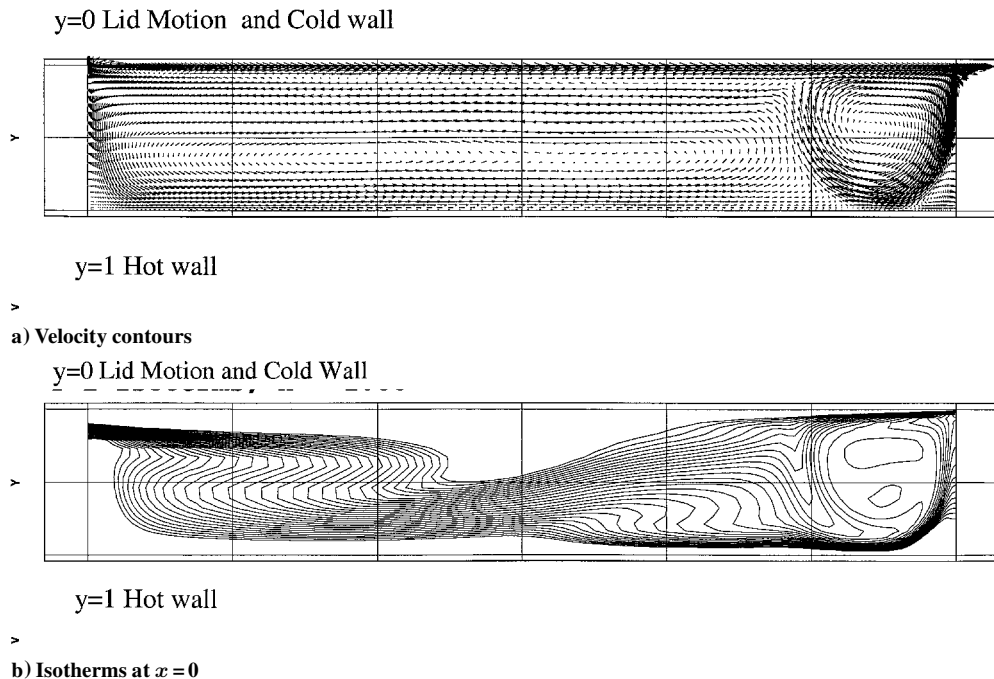 y=0 Lid Motion and Cold wall
Y
y=1 Hot wall
>
a) Velocity contours
y=0 Lid Motion and Cold Wall
Y
y=1 Hot wall
>
b) Isotherms at x = 0